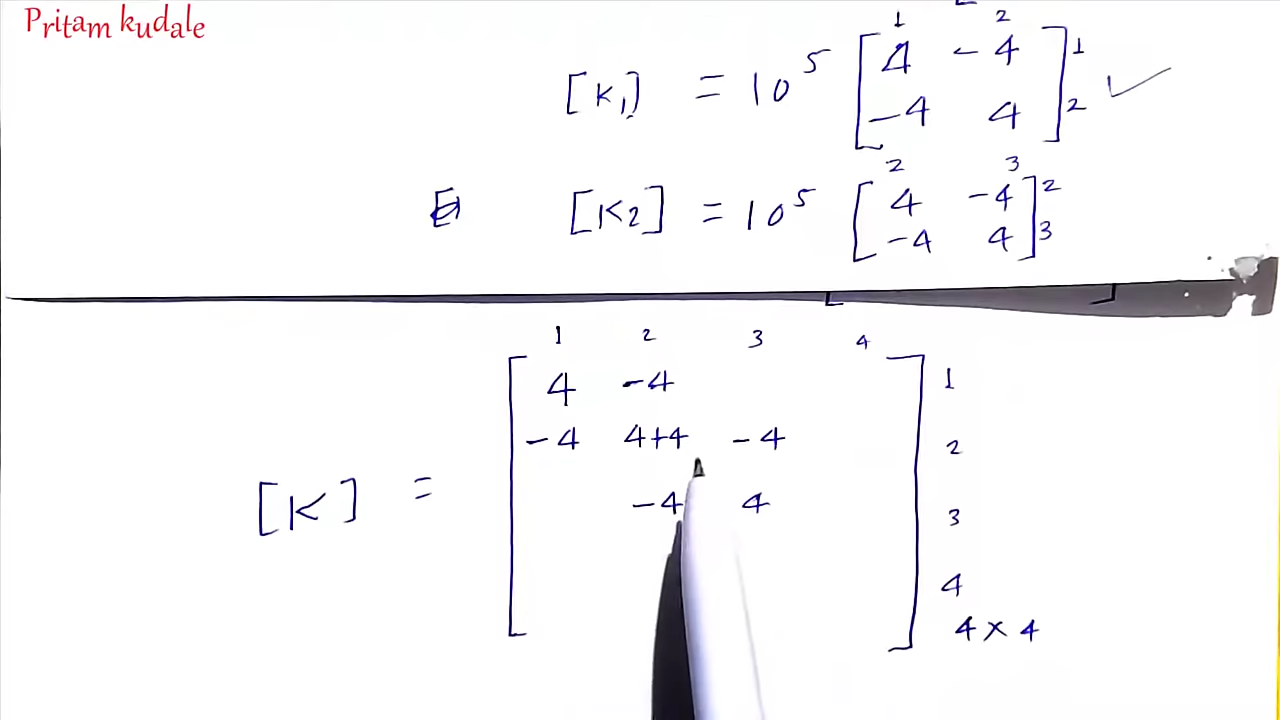 Pritam kudale
1 2
[K1] = 10^5 [4 -4] 1
[-4 4] 2 ✓
2 3
[K2] = 10^5 [4 -4] 2
[-4 4] 3
1 2 3 4
4 -4 1
-4 4+4 -4 2
[K] =
-4 4 3
4
4 × 4